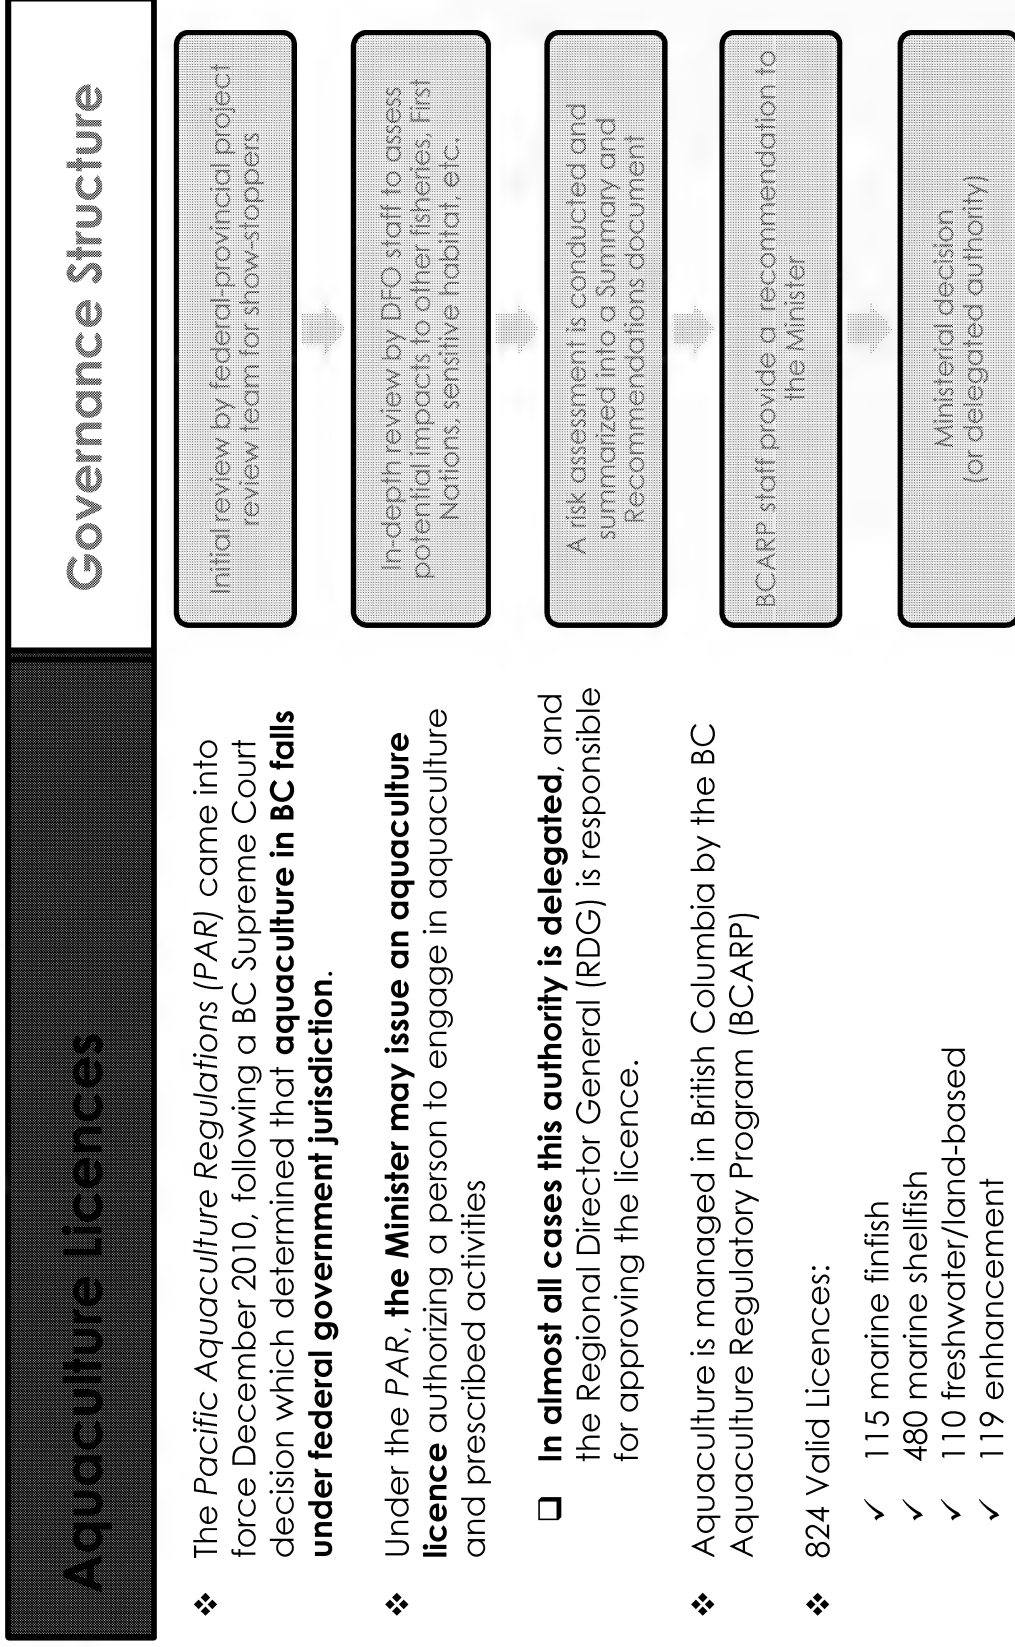 Aquaculture Licences
❖ The Pacific Aquaculture Regulations (PAR) came into
force December 2010, following a BC Supreme Court
decision which determined that aquaculture in BC falls
under federal government jurisdiction.
❖ Under the PAR, the Minister may issue an aquaculture
licence authorizing a person to engage in aquaculture
and prescribed activities
❑ In almost all cases this authority is delegated, and
the Regional Director General (RDG) is responsible
for approving the licence.
❖ Aquaculture is managed in British Columbia by the BC
Aquaculture Regulatory Program (BCARP)
❖ 824 Valid Licences:
✓ 115 marine finfish
✓ 480 marine shellfish
✓ 110 freshwater/land-based
✓ 119 enhancement
Governance Structure
Initial review by federal-provincial project
review team for show-stoppers
In-depth review by DFO staff to assess
potential impacts to other fisheries, First
Nations, sensitive habitat, etc.
A risk assessment is conducted and
summarized into a Summary and
Recommendations document
BCARP staff provide a recommendation to
the Minister
Ministerial decision
(or delegated authority)